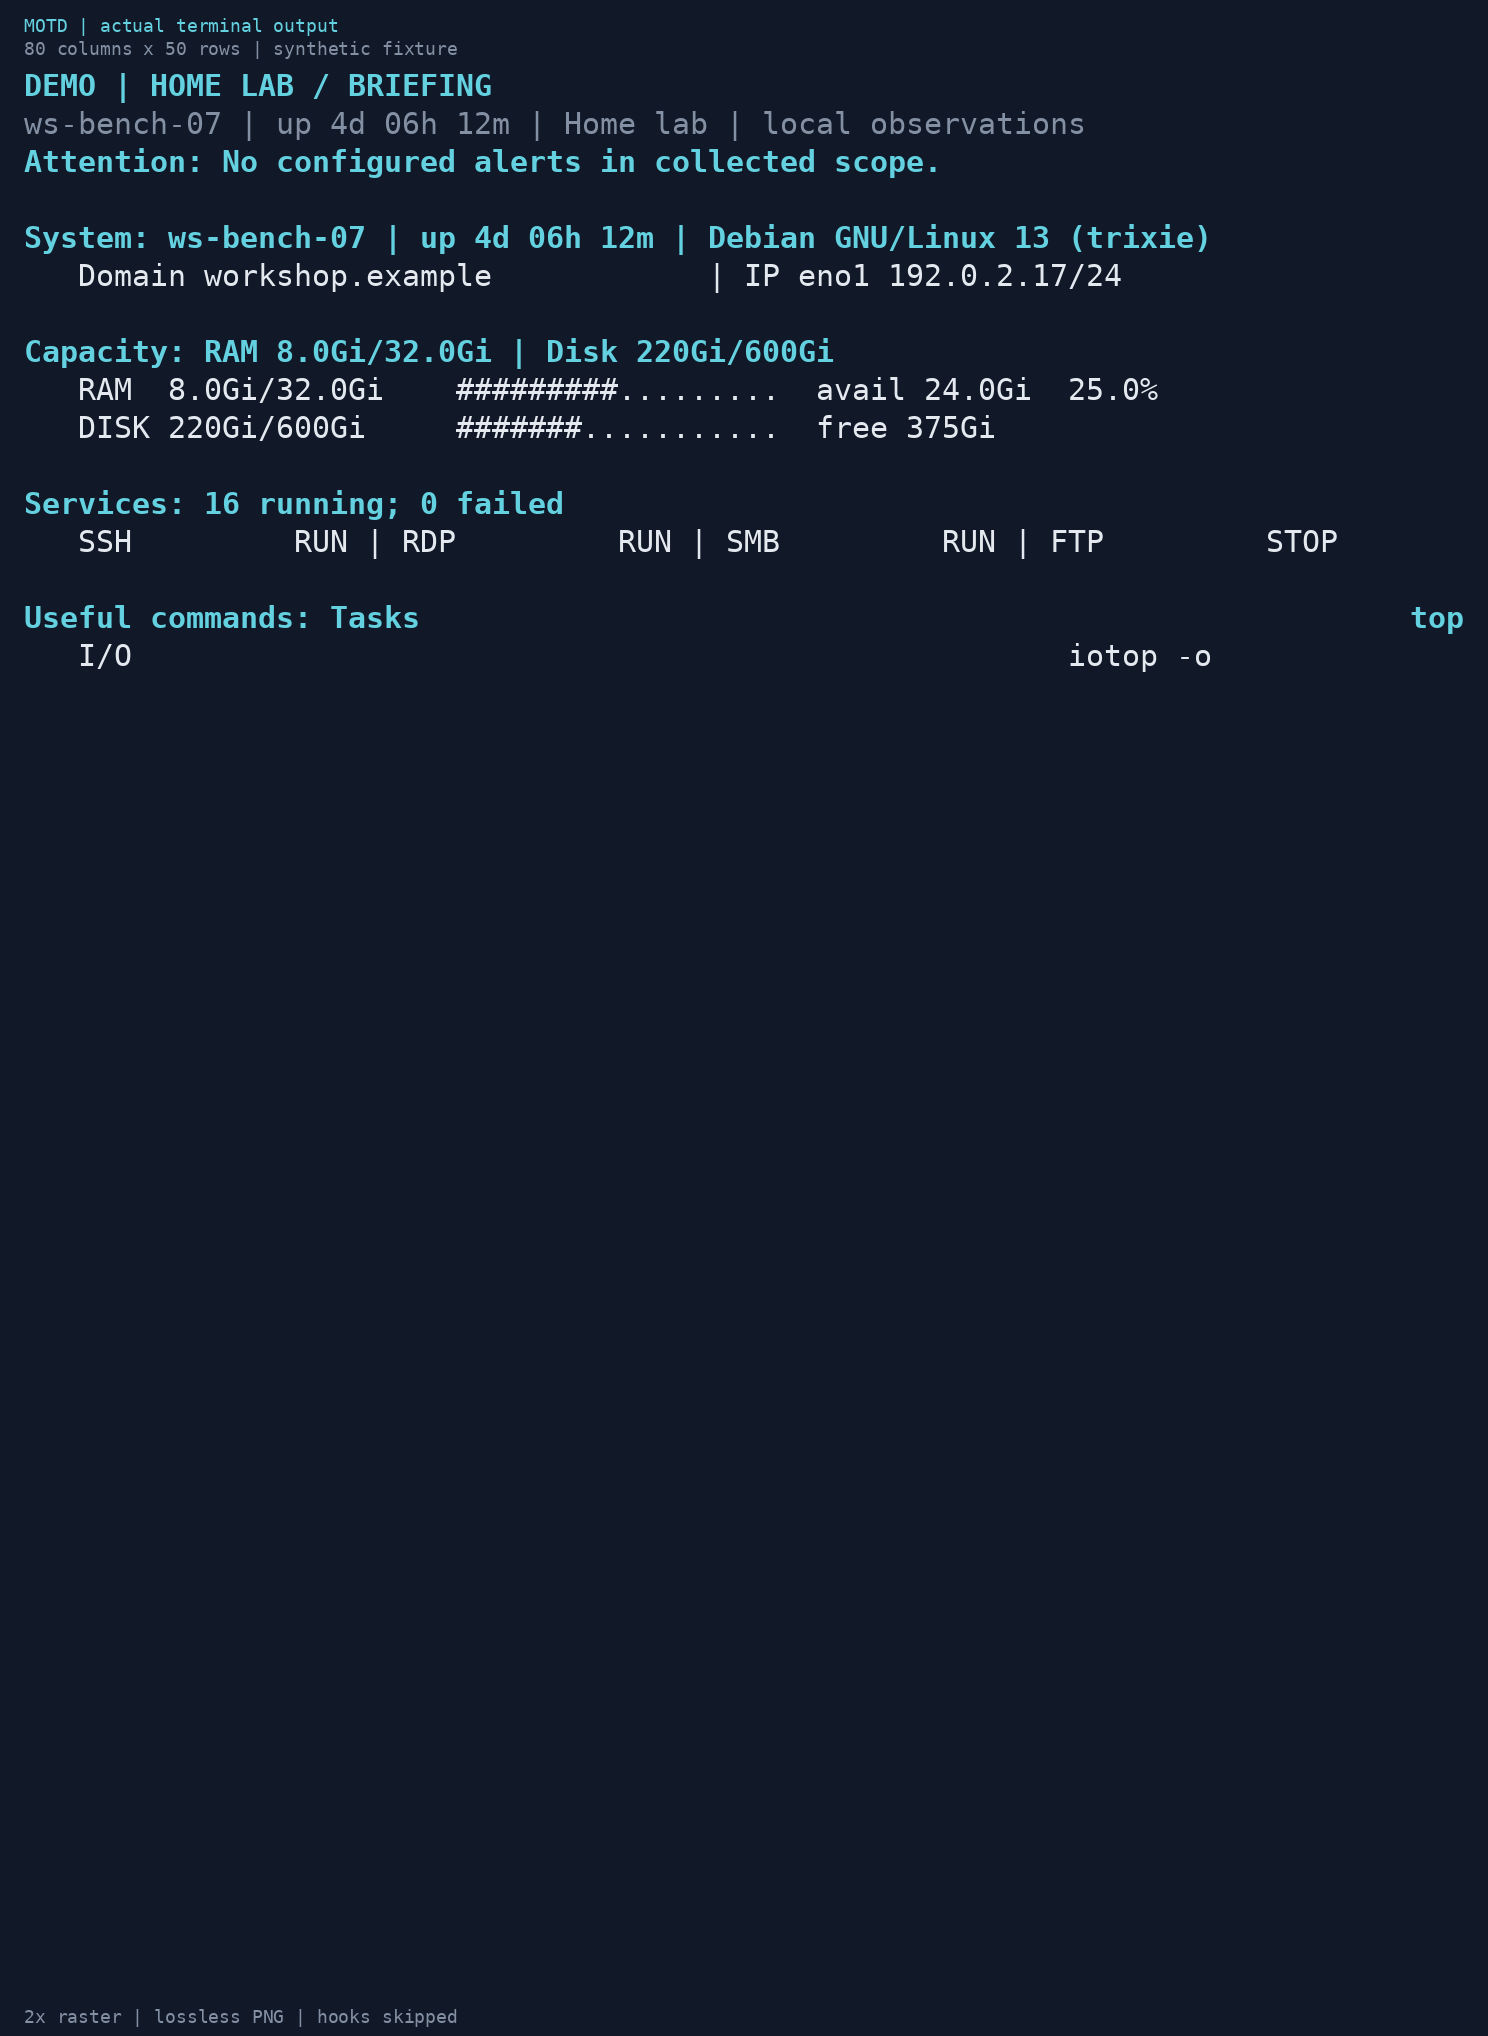 MOTD | actual terminal output
80 columns x 50 rows | synthetic fixture
DEMO | HOME LAB / BRIEFING
ws-bench-07 | up 4d 06h 12m | Home lab | local observations
Attention: No configured alerts in collected scope.
System: ws-bench-07 | up 4d 06h 12m | Debian GNU/Linux 13 (trixie)
   Domain workshop.example            | IP eno1 192.0.2.17/24
Capacity: RAM 8.0Gi/32.0Gi | Disk 220Gi/600Gi
   RAM  8.0Gi/32.0Gi    #########.........  avail 24.0Gi  25.0%
   DISK 220Gi/600Gi     #######...........  free 375Gi
Services: 16 running; 0 failed
   SSH         RUN | RDP         RUN | SMB         RUN | FTP         STOP
Useful commands: Tasks                                                       top
   I/O                                                    iotop -o
2x raster | lossless PNG | hooks skipped